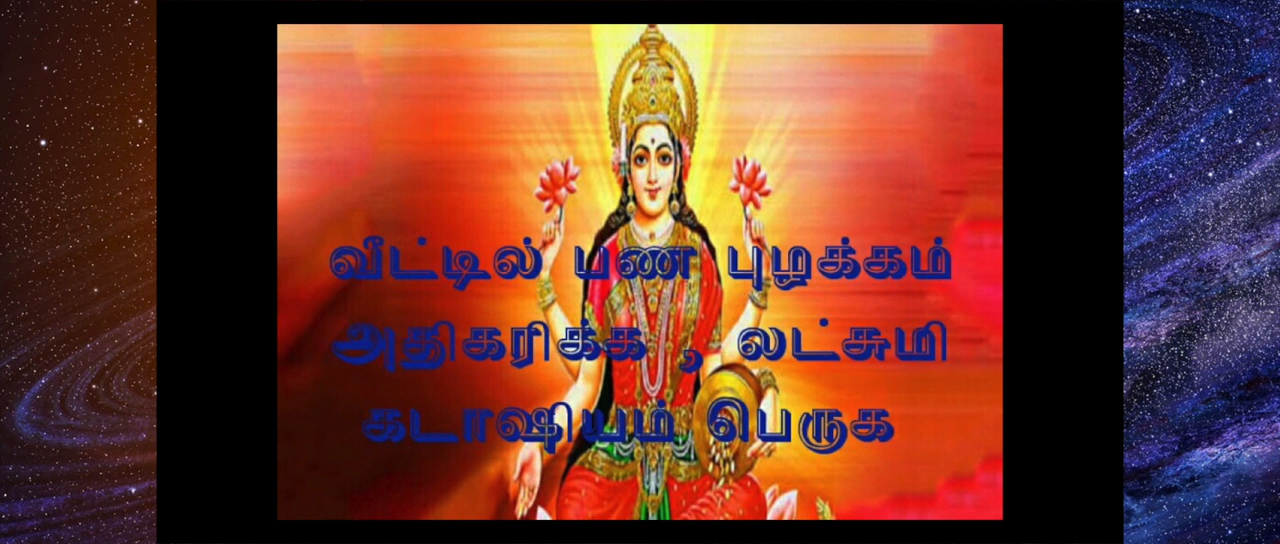 வீட்டில் பண புழக்கம்
அதிகரிக்க , லட்சுமி
கடாஷியம் பெருக